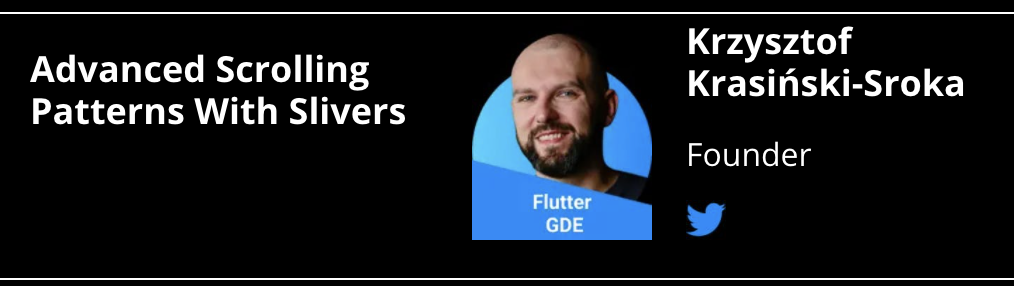 Advanced Scrolling
Patterns With Slivers
Flutter
GDE
Krzysztof
Krasiński-Sroka
Founder